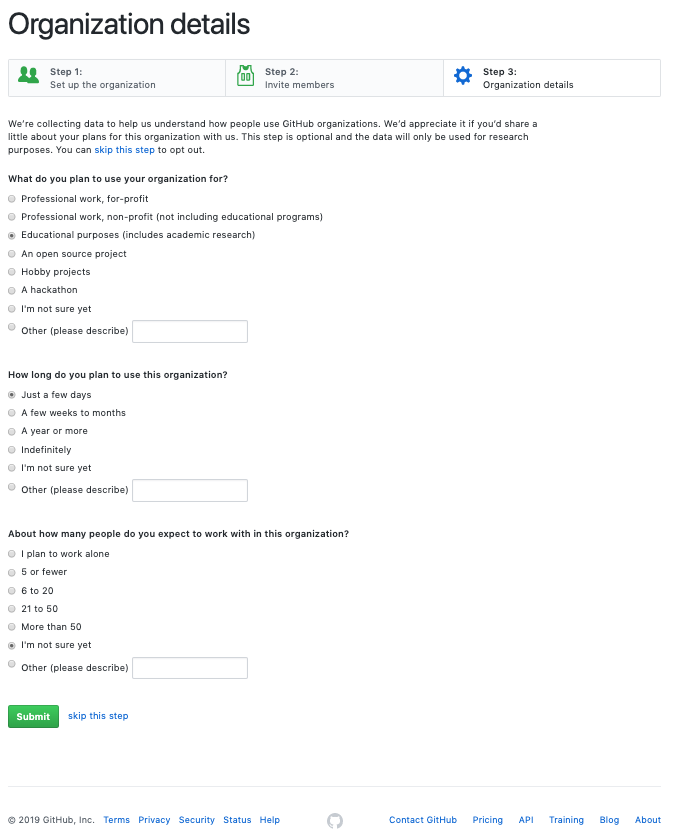 Organization details
Step 1:
Set up the organization
Step 2:
Invite members
Step 3:
Organization details
We're collecting data to help us understand how people use GitHub organizations. We'd appreciate it if you'd share a
little about your plans for this organization with us. This step is optional and the data will only be used for research
purposes. You can skip this step to opt out.
What do you plan to use your organization for?
Professional work, for-profit
Professional work, non-profit (not including educational programs)
Educational purposes (includes academic research)
An open source project
Hobby projects
A hackathon
I'm not sure yet
Other (please describe)
How long do you plan to use this organization?
Just a few days
A few weeks to months
A year or more
Indefinitely
I'm not sure yet
Other (please describe)
About how many people do you expect to work with in this organization?
I plan to work alone
5 or fewer
6 to 20
21 to 50
More than 50
I'm not sure yet
Other (please describe)
Submit skip this step
© 2019 GitHub, Inc. Terms Privacy Security Status Help Contact GitHub Pricing API Training Blog About